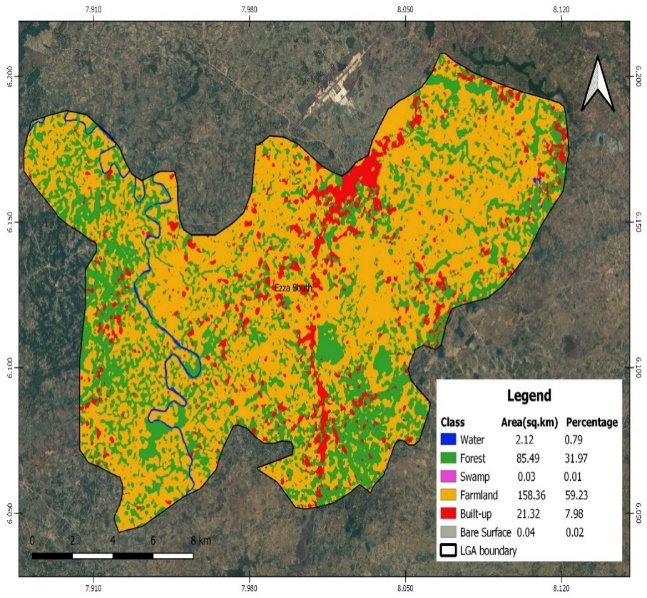 7.910 7.980 8.050 8.120
6.200 6.200
6.150 6.150
Ezza South
6.100 6.100
Legend
Class Area(sq.km) Percentage
Water 2.12 0.79
Forest 85.49 31.97
Swamp 0.03 0.01
Farmland 158.36 59.23
Built-up 21.32 7.98
Bare Surface 0.04 0.02
LGA boundary
6.050 6.050
0 2 4 6 8 km
7.910 7.980 8.050 8.120